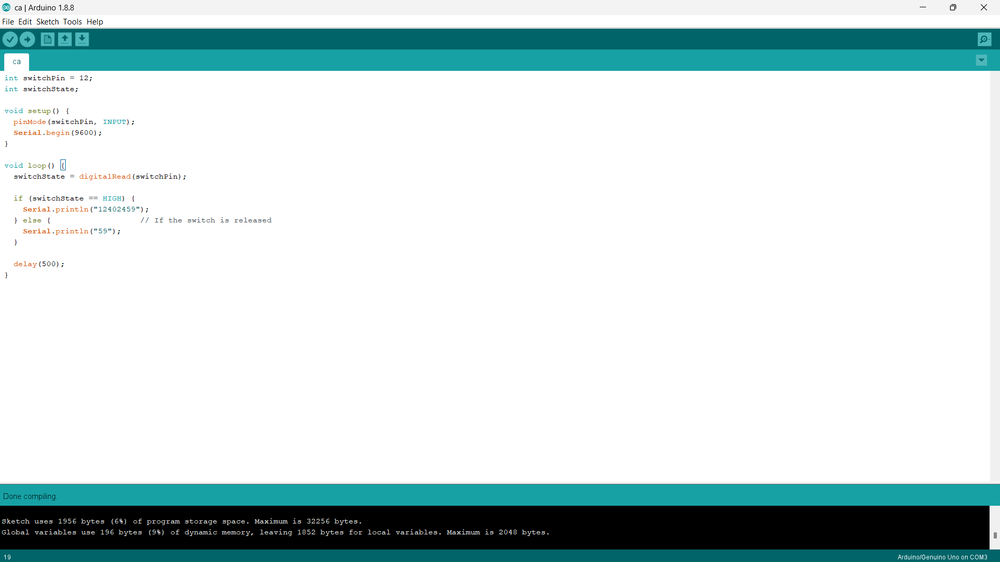 ca | Arduino 1.8.8
File Edit Sketch Tools Help
ca
int switchPin = 12;
int switchState;
void setup() {
  pinMode(switchPin, INPUT);
  Serial.begin(9600);
}
void loop() {
  switchState = digitalRead(switchPin);
  if (switchState == HIGH) {
    Serial.println("12402459");
  } else {                   // If the switch is released
    Serial.println("59");
  }
  delay(500);
}
Done compiling.
Sketch uses 1956 bytes (6%) of program storage space. Maximum is 32256 bytes.
Global variables use 196 bytes (9%) of dynamic memory, leaving 1852 bytes for local variables. Maximum is 2048 bytes.
19
Arduino/Genuino Uno on COM3